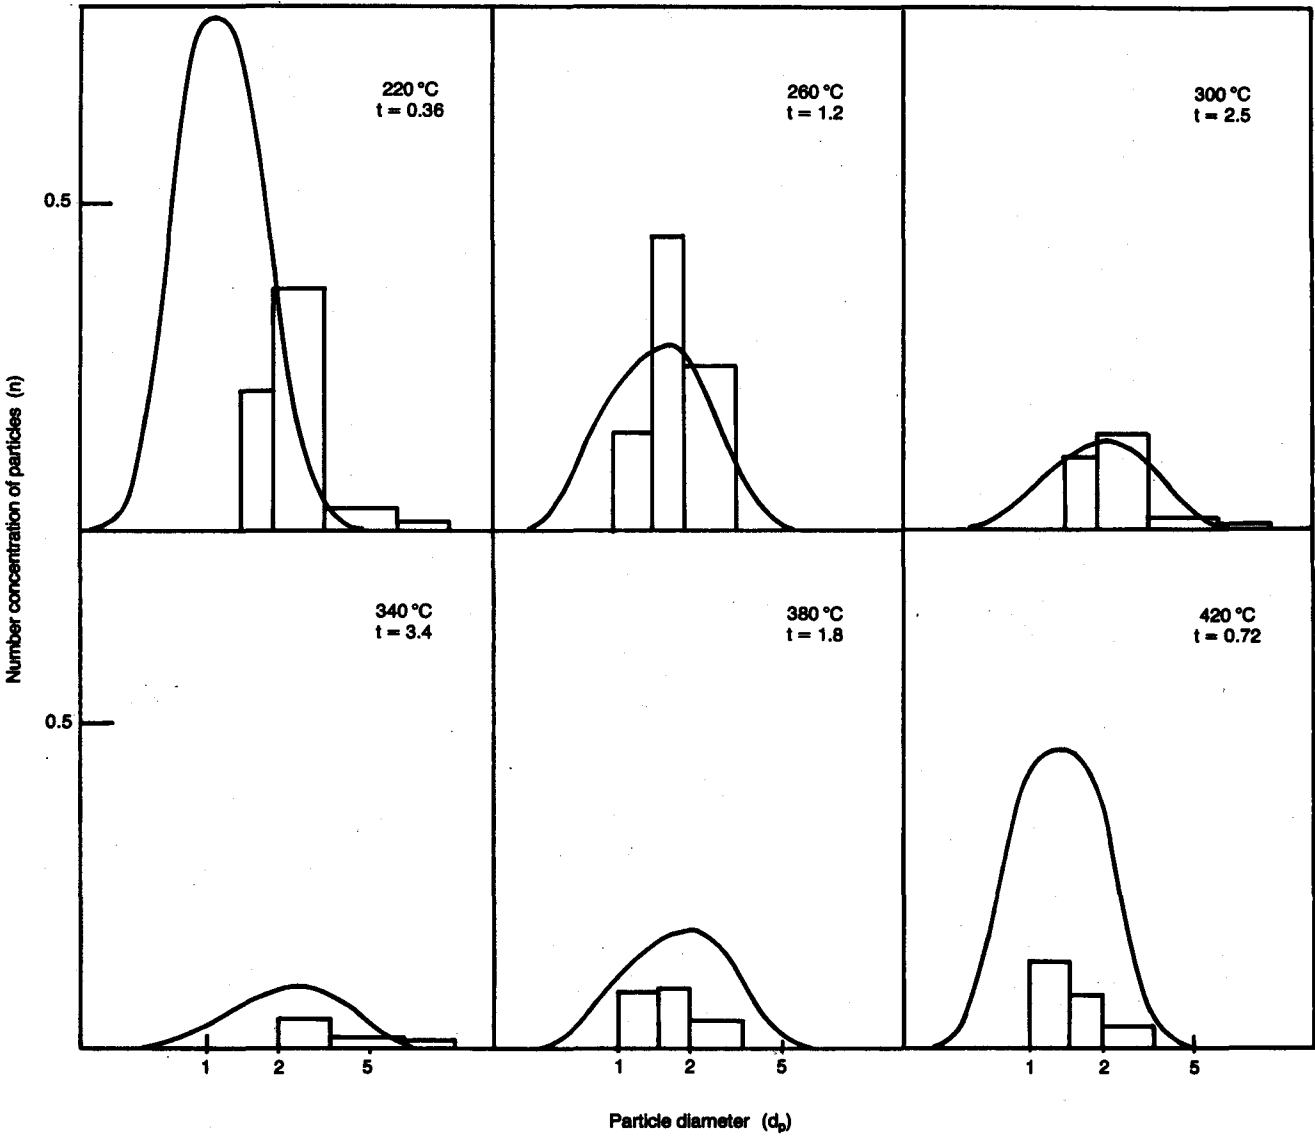 220 °C
t = 0.36
260 °C
t = 1.2
300 °C
t = 2.5
0.5
Number concentration of particles (n)
340 °C
t = 3.4
380 °C
t = 1.8
420 °C
t = 0.72
0.5
1 2 5
1 2 5
1 2 5
Particle diameter (dₚ)